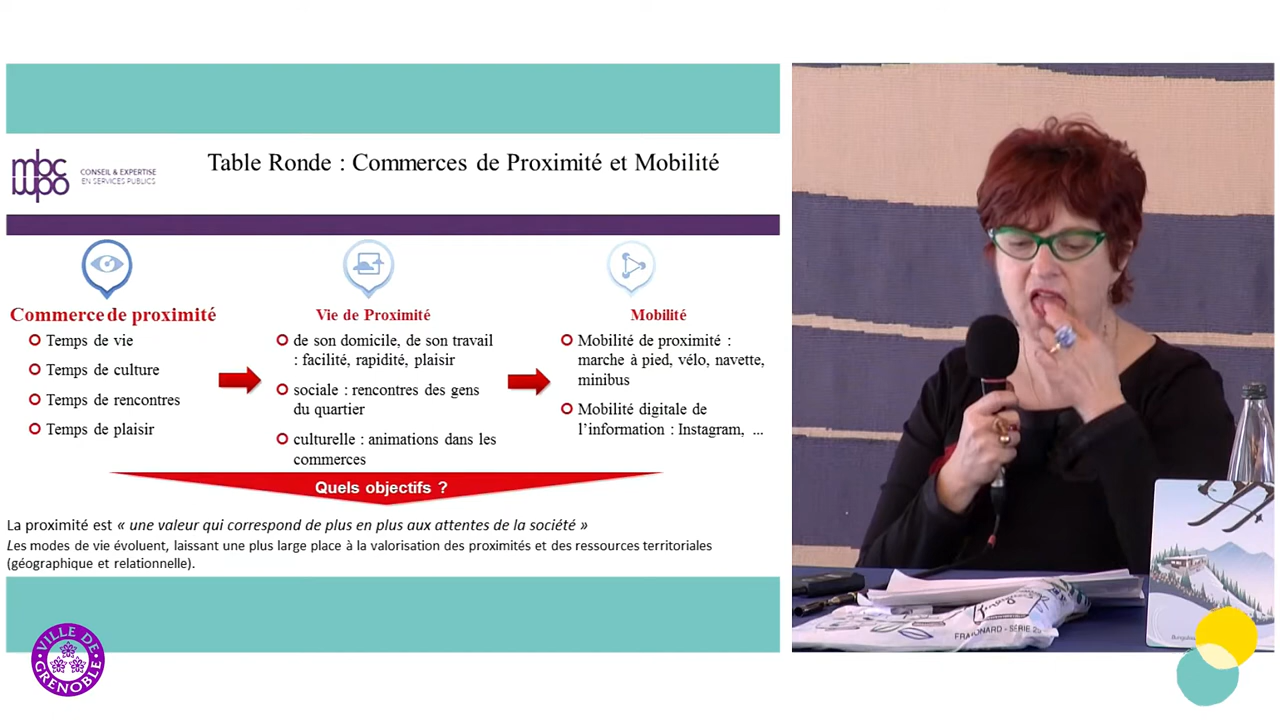 mbc
CONSEIL & EXPERTISE
EN SERVICES PUBLICS
Table Ronde : Commerces de Proximité et Mobilité
Commerce de proximité
Temps de vie
Temps de culture
Temps de rencontres
Temps de plaisir
Vie de Proximité
de son domicile, de son travail
: facilité, rapidité, plaisir
sociale : rencontres des gens
du quartier
culturelle : animations dans les
commerces
Mobilité
Mobilité de proximité :
marche à pied, vélo, navette,
minibus
Mobilité digitale de
l’information : Instagram, ...
Quels objectifs ?
La proximité est « une valeur qui correspond de plus en plus aux attentes de la société »
Les modes de vie évoluent, laissant une plus large place à la valorisation des proximités et des ressources territoriales
(géographique et relationnelle).
VILLE DE
GRENOBLE